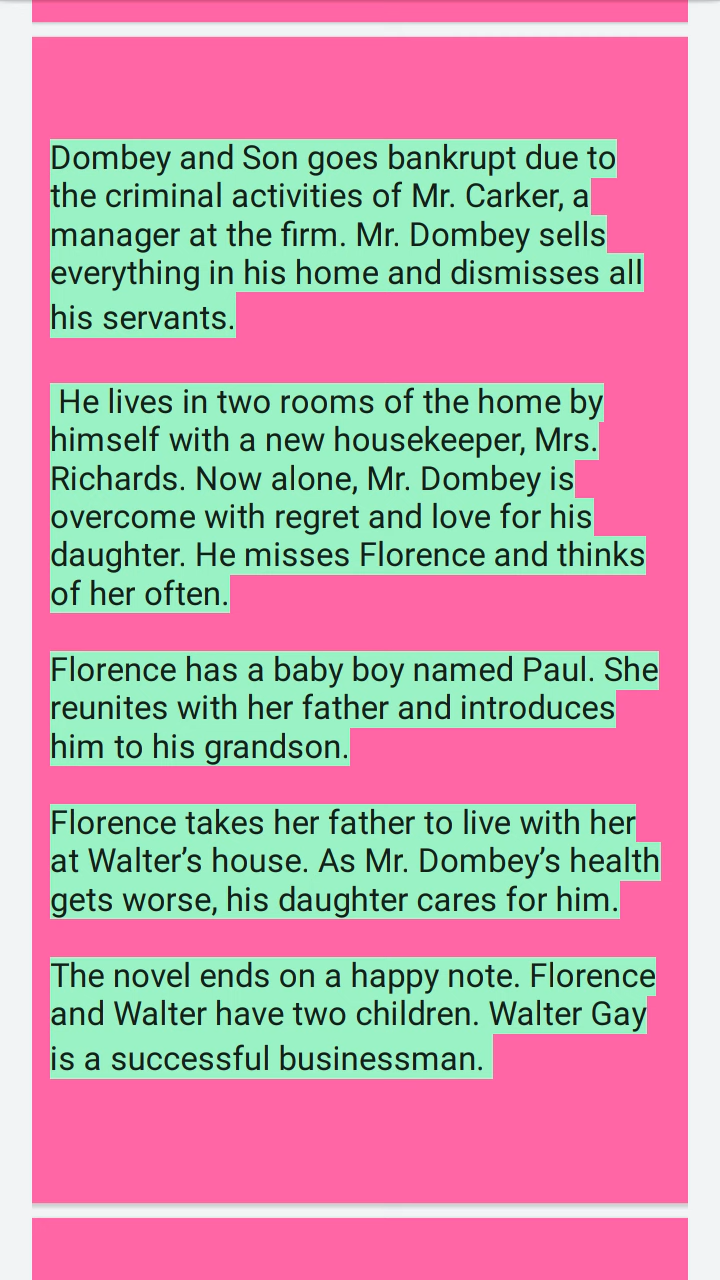 Dombey and Son goes bankrupt due to
the criminal activities of Mr. Carker, a
manager at the firm. Mr. Dombey sells
everything in his home and dismisses all
his servants.
He lives in two rooms of the home by
himself with a new housekeeper, Mrs.
Richards. Now alone, Mr. Dombey is
overcome with regret and love for his
daughter. He misses Florence and thinks
of her often.
Florence has a baby boy named Paul. She
reunites with her father and introduces
him to his grandson.
Florence takes her father to live with her
at Walter’s house. As Mr. Dombey’s health
gets worse, his daughter cares for him.
The novel ends on a happy note. Florence
and Walter have two children. Walter Gay
is a successful businessman.